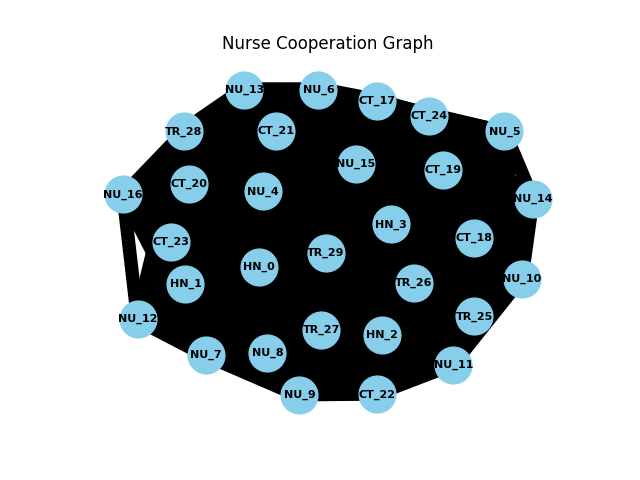 Nurse Cooperation Graph
NU_13
NU_6
CT_17
CT_24
NU_5
TR_28
CT_21
NU_15
CT_19
NU_16
CT_20
NU_4
NU_14
HN_3
CT_18
CT_23
TR_29
HN_0
HN_1
TR_26
NU_10
NU_12
TR_25
TR_27
HN_2
NU_7
NU_8
NU_11
NU_9
CT_22